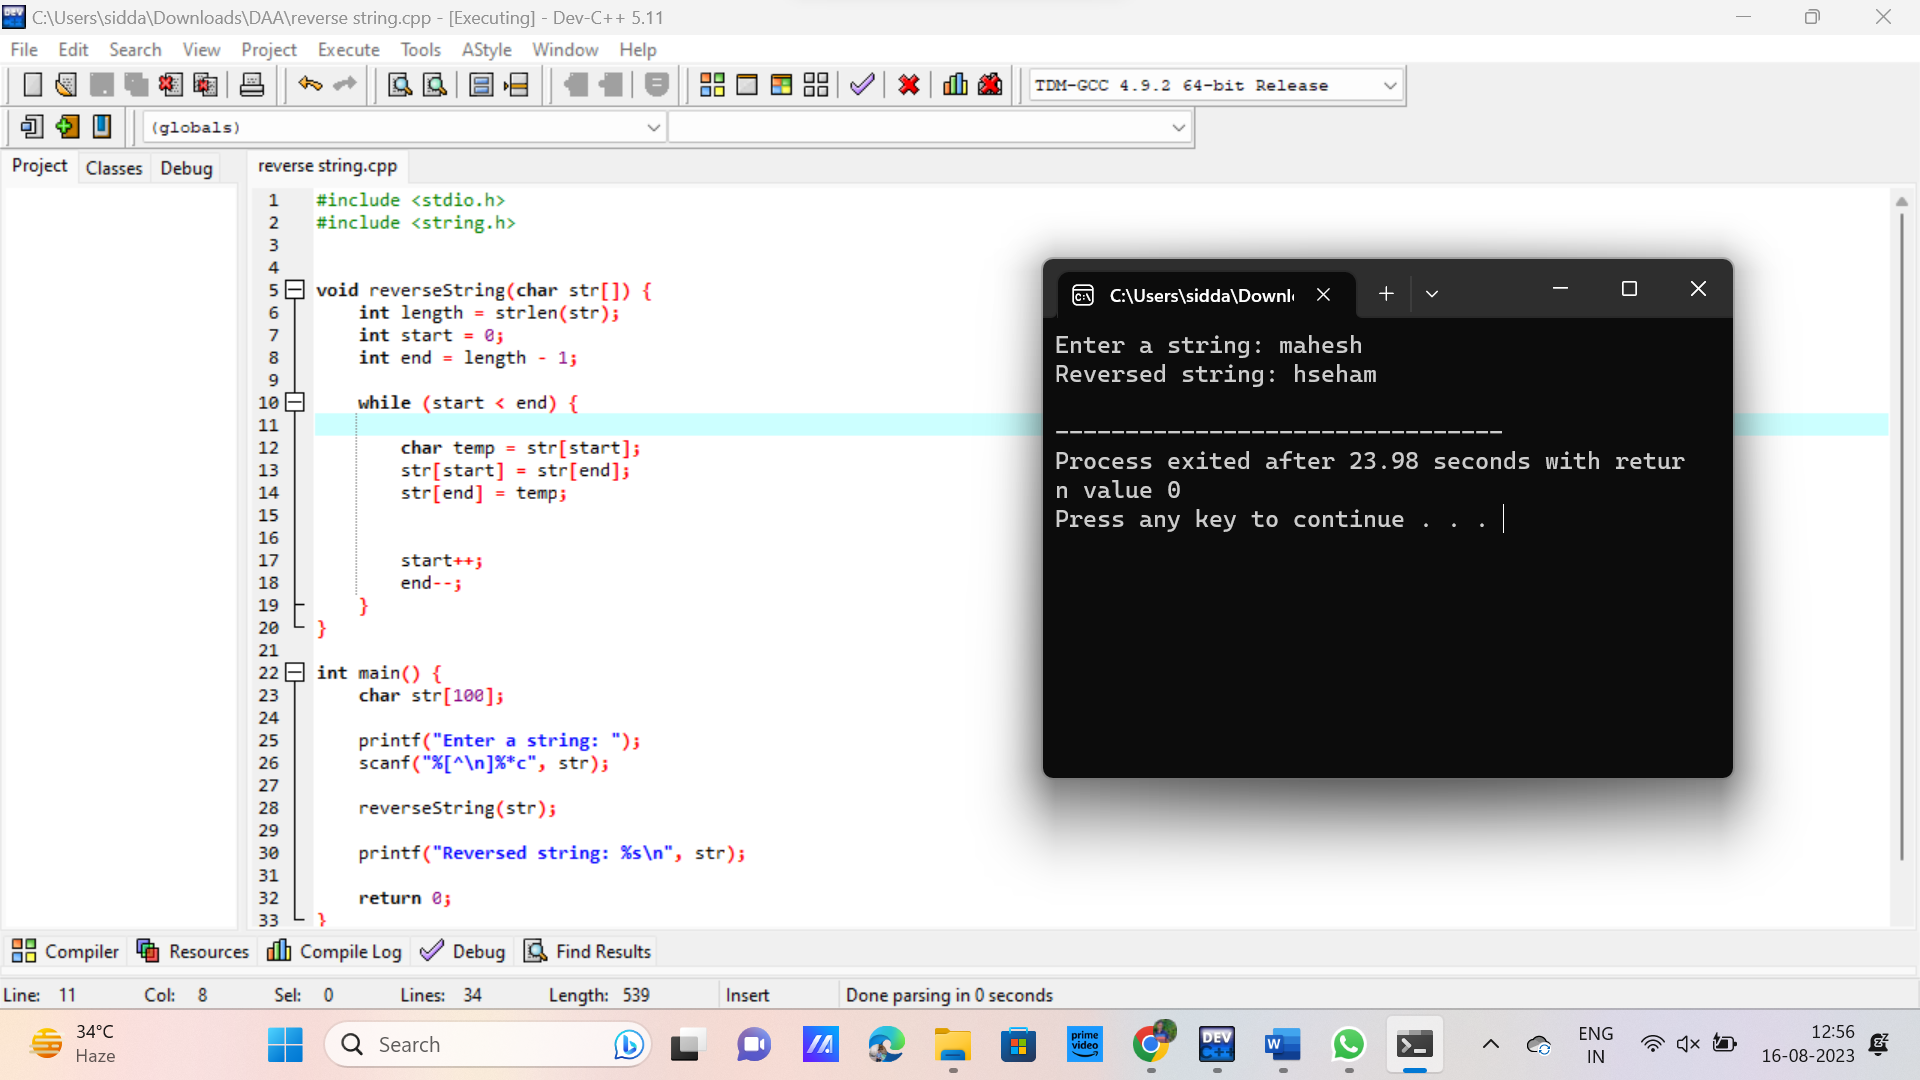 C:\Users\sidda\Downloads\DAA\reverse string.cpp - [Executing] - Dev-C++ 5.11
File Edit Search View Project Execute Tools AStyle Window Help
TDM-GCC 4.9.2 64-bit Release
(globals)
Project Classes Debug
reverse string.cpp
1 #include <stdio.h>
2 #include <string.h>
3
4
5 void reverseString(char str[]) {
6     int length = strlen(str);
7     int start = 0;
8     int end = length - 1;
9
10     while (start < end) {
11
12         char temp = str[start];
13         str[start] = str[end];
14         str[end] = temp;
15
16
17         start++;
18         end--;
19     }
20 }
21
22 int main() {
23     char str[100];
24
25     printf("Enter a string: ");
26     scanf("%[^\n]%*c", str);
27
28     reverseString(str);
29
30     printf("Reversed string: %s\n", str);
31
32     return 0;
33 }
C:\Users\sidda\Downl
Enter a string: mahesh
Reversed string: hseham
--------------------------------
Process exited after 23.98 seconds with retur
n value 0
Press any key to continue . . .
Compiler Resources Compile Log Debug Find Results
Line: 11 Col: 8 Sel: 0 Lines: 34 Length: 539 Insert Done parsing in 0 seconds
34°C
Haze
Search
prime
video
DEV
C++
W
ENG
IN
12:56
16-08-2023